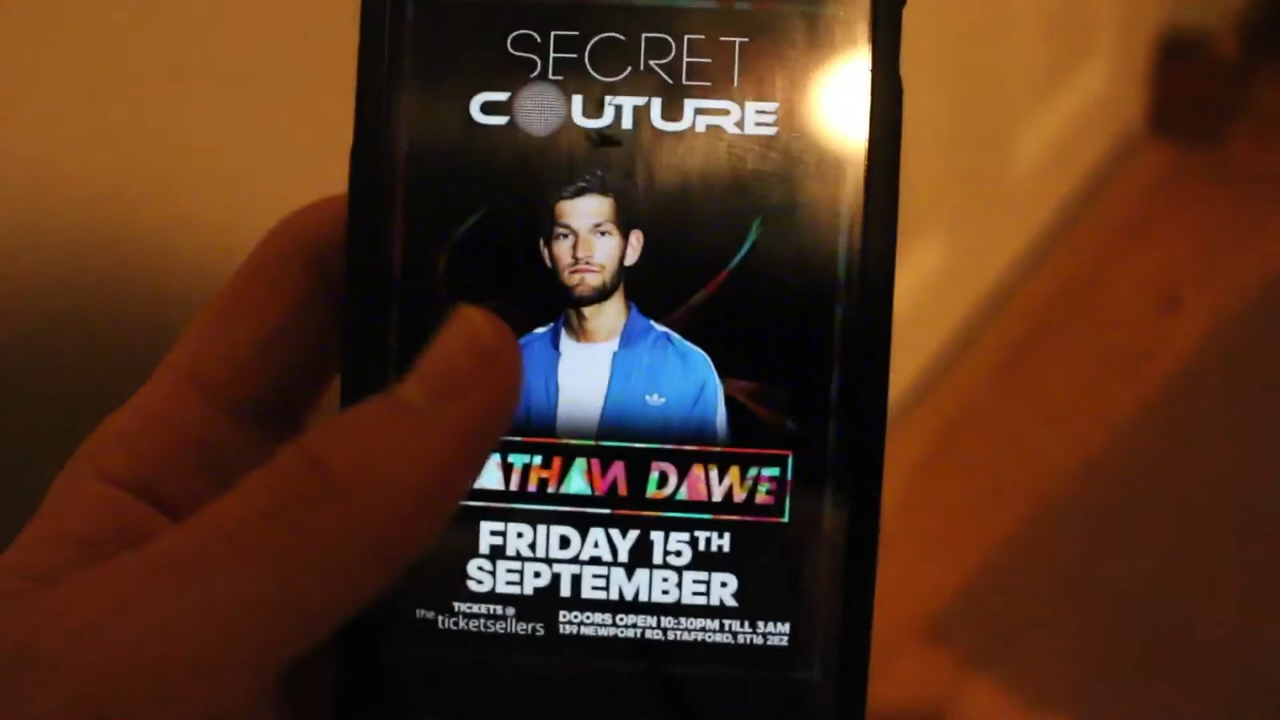 SECRET
COUTURE
ATHAN DAWE
FRIDAY 15TH
SEPTEMBER
TICKETS @
the ticketsellers
DOORS OPEN 10:30PM TILL 3AM
139 NEWPORT RD, STAFFORD, ST16 2EZ